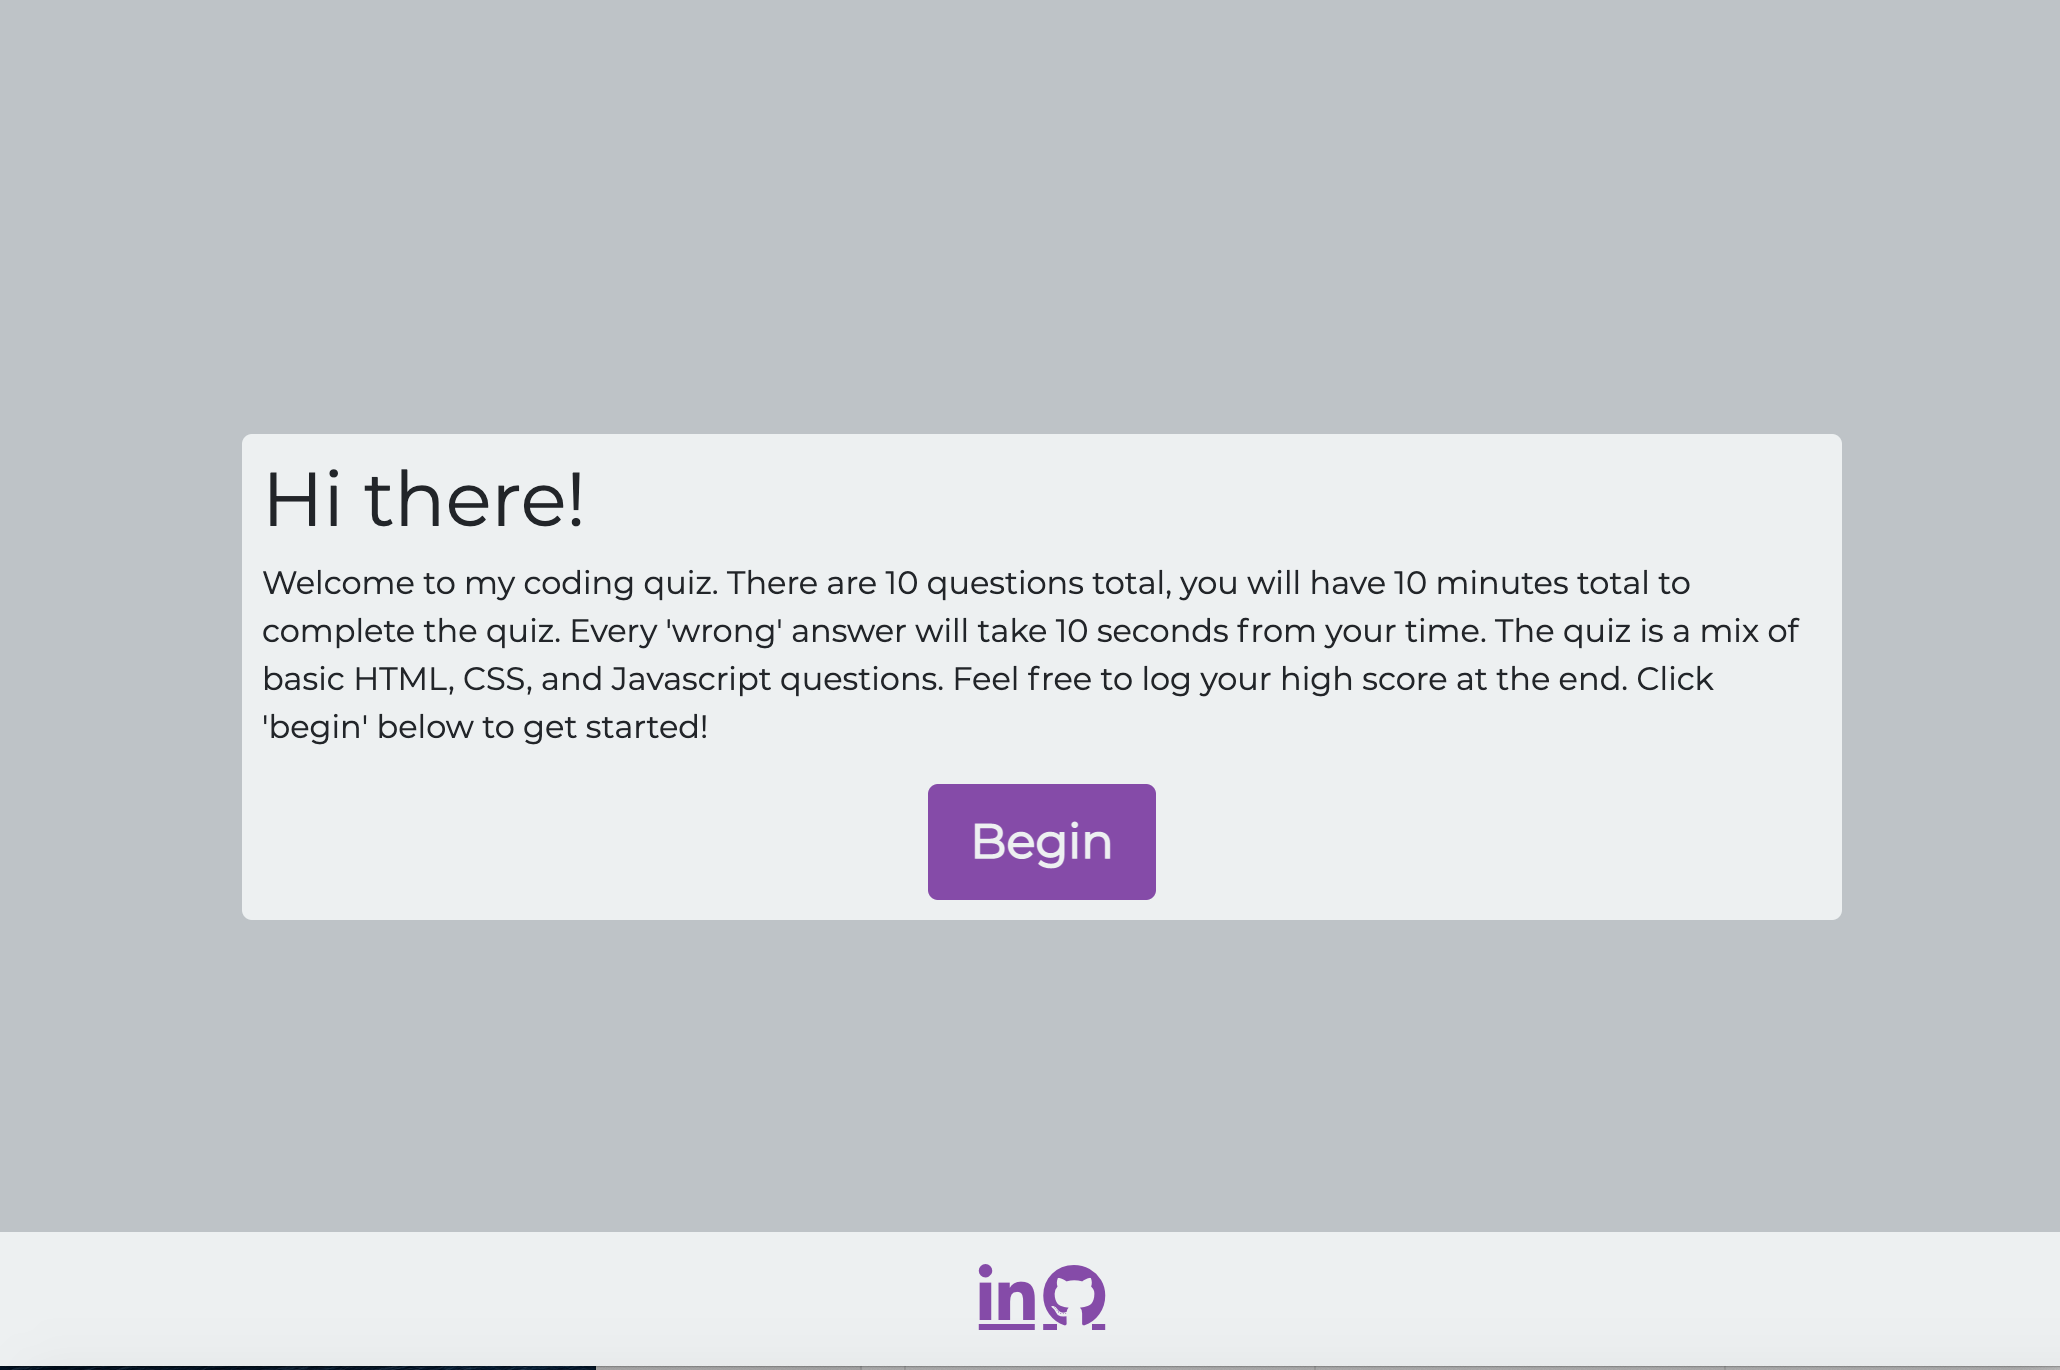 Hi there!
Welcome to my coding quiz. There are 10 questions total, you will have 10 minutes total to
complete the quiz. Every 'wrong' answer will take 10 seconds from your time. The quiz is a mix of
basic HTML, CSS, and Javascript questions. Feel free to log your high score at the end. Click
'begin' below to get started!
Begin
in